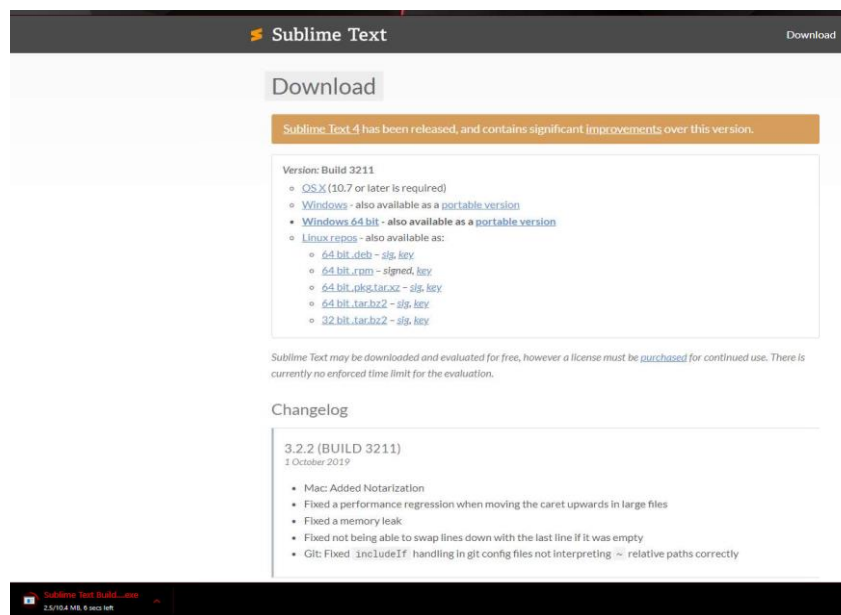 Sublime Text
Download
Download
Sublime Text 4 has been released, and contains significant improvements over this version.
Version: Build 3211
OS X (10.7 or later is required)
Windows - also available as a portable version
Windows 64 bit - also available as a portable version
Linux repos - also available as:
64 bit .deb – sig, key
64 bit .rpm – signed, key
64 bit .pkg.tar.xz – sig, key
64 bit .tar.bz2 – sig, key
32 bit .tar.bz2 – sig, key
Sublime Text may be downloaded and evaluated for free, however a license must be purchased for continued use. There is
currently no enforced time limit for the evaluation.
Changelog
3.2.2 (BUILD 3211)
1 October 2019
Mac: Added Notarization
Fixed a performance regression when moving the caret upwards in large files
Fixed a memory leak
Fixed not being able to swap lines down with the last line if it was empty
Git: Fixed includeIf handling in git config files not interpreting ~ relative paths correctly
Sublime Text Build....exe
2.5/10.4 MB, 6 secs left